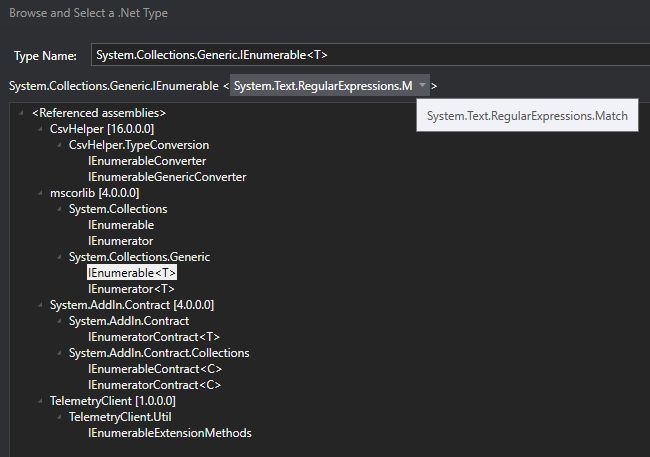 Browse and Select a .Net Type
Type Name: System.Collections.Generic.IEnumerable<T>
System.Collections.Generic.IEnumerable < System.Text.RegularExpressions.M >
System.Text.RegularExpressions.Match
<Referenced assemblies>
CsvHelper [16.0.0.0]
CsvHelper.TypeConversion
IEnumerableConverter
IEnumerableGenericConverter
mscorlib [4.0.0.0]
System.Collections
IEnumerable
IEnumerator
System.Collections.Generic
IEnumerable<T>
IEnumerator<T>
System.AddIn.Contract [4.0.0.0]
System.AddIn.Contract
IEnumeratorContract<T>
System.AddIn.Contract.Collections
IEnumerableContract<C>
IEnumeratorContract<C>
TelemetryClient [1.0.0.0]
TelemetryClient.Util
IEnumerableExtensionMethods